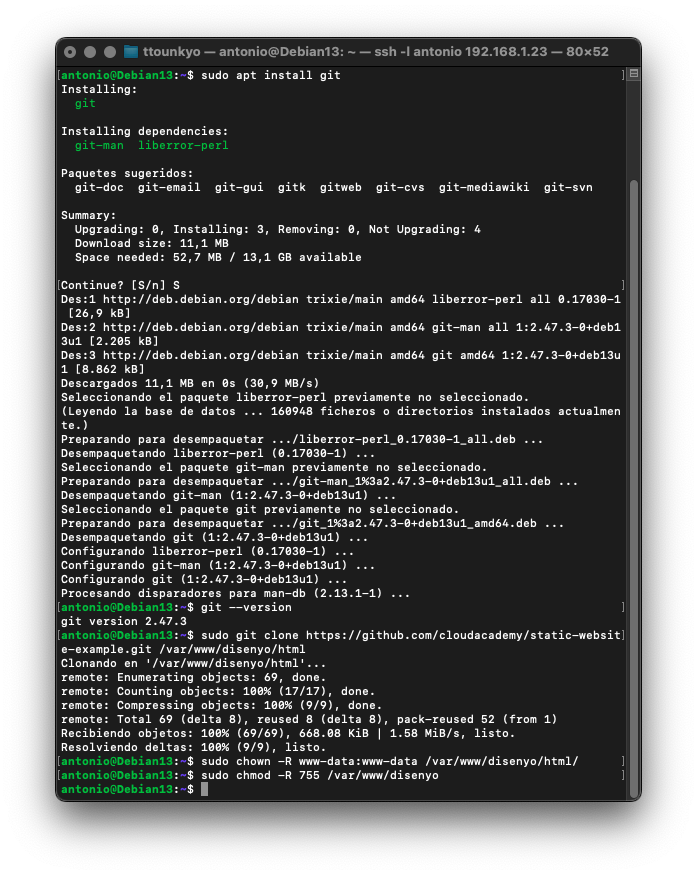 ttounkyo — antonio@Debian13: ~ — ssh -l antonio 192.168.1.23 — 80×52
[antonio@Debian13:~$ sudo apt install git ]
Installing:
  git

Installing dependencies:
  git-man  liberror-perl

Paquetes sugeridos:
  git-doc  git-email  git-gui  gitk  gitweb  git-cvs  git-mediawiki  git-svn

Summary:
  Upgrading: 0, Installing: 3, Removing: 0, Not Upgrading: 4
  Download size: 11,1 MB
  Space needed: 52,7 MB / 13,1 GB available

[Continue? [S/n] S ]
Des:1 http://deb.debian.org/debian trixie/main amd64 liberror-perl all 0.17030-1
 [26,9 kB]
Des:2 http://deb.debian.org/debian trixie/main amd64 git-man all 1:2.47.3-0+deb1
3u1 [2.205 kB]
Des:3 http://deb.debian.org/debian trixie/main amd64 git amd64 1:2.47.3-0+deb13u
1 [8.862 kB]
Descargados 11,1 MB en 0s (30,9 MB/s)
Seleccionando el paquete liberror-perl previamente no seleccionado.
(Leyendo la base de datos ... 160948 ficheros o directorios instalados actualmen
te.)
Preparando para desempaquetar .../liberror-perl_0.17030-1_all.deb ...
Desempaquetando liberror-perl (0.17030-1) ...
Seleccionando el paquete git-man previamente no seleccionado.
Preparando para desempaquetar .../git-man_1%3a2.47.3-0+deb13u1_all.deb ...
Desempaquetando git-man (1:2.47.3-0+deb13u1) ...
Seleccionando el paquete git previamente no seleccionado.
Preparando para desempaquetar .../git_1%3a2.47.3-0+deb13u1_amd64.deb ...
Desempaquetando git (1:2.47.3-0+deb13u1) ...
Configurando liberror-perl (0.17030-1) ...
Configurando git-man (1:2.47.3-0+deb13u1) ...
Configurando git (1:2.47.3-0+deb13u1) ...
Procesando disparadores para man-db (2.13.1-1) ...
[antonio@Debian13:~$ git --version ]
git version 2.47.3
[antonio@Debian13:~$ sudo git clone https://github.com/cloudacademy/static-websit]
e-example.git /var/www/disenyo/html
Clonando en '/var/www/disenyo/html'...
remote: Enumerating objects: 69, done.
remote: Counting objects: 100% (17/17), done.
remote: Compressing objects: 100% (9/9), done.
remote: Total 69 (delta 8), reused 8 (delta 8), pack-reused 52 (from 1)
Recibiendo objetos: 100% (69/69), 668.08 KiB | 1.58 MiB/s, listo.
Resolviendo deltas: 100% (9/9), listo.
[antonio@Debian13:~$ sudo chown -R www-data:www-data /var/www/disenyo/html/ ]
[antonio@Debian13:~$ sudo chmod -R 755 /var/www/disenyo ]
antonio@Debian13:~$